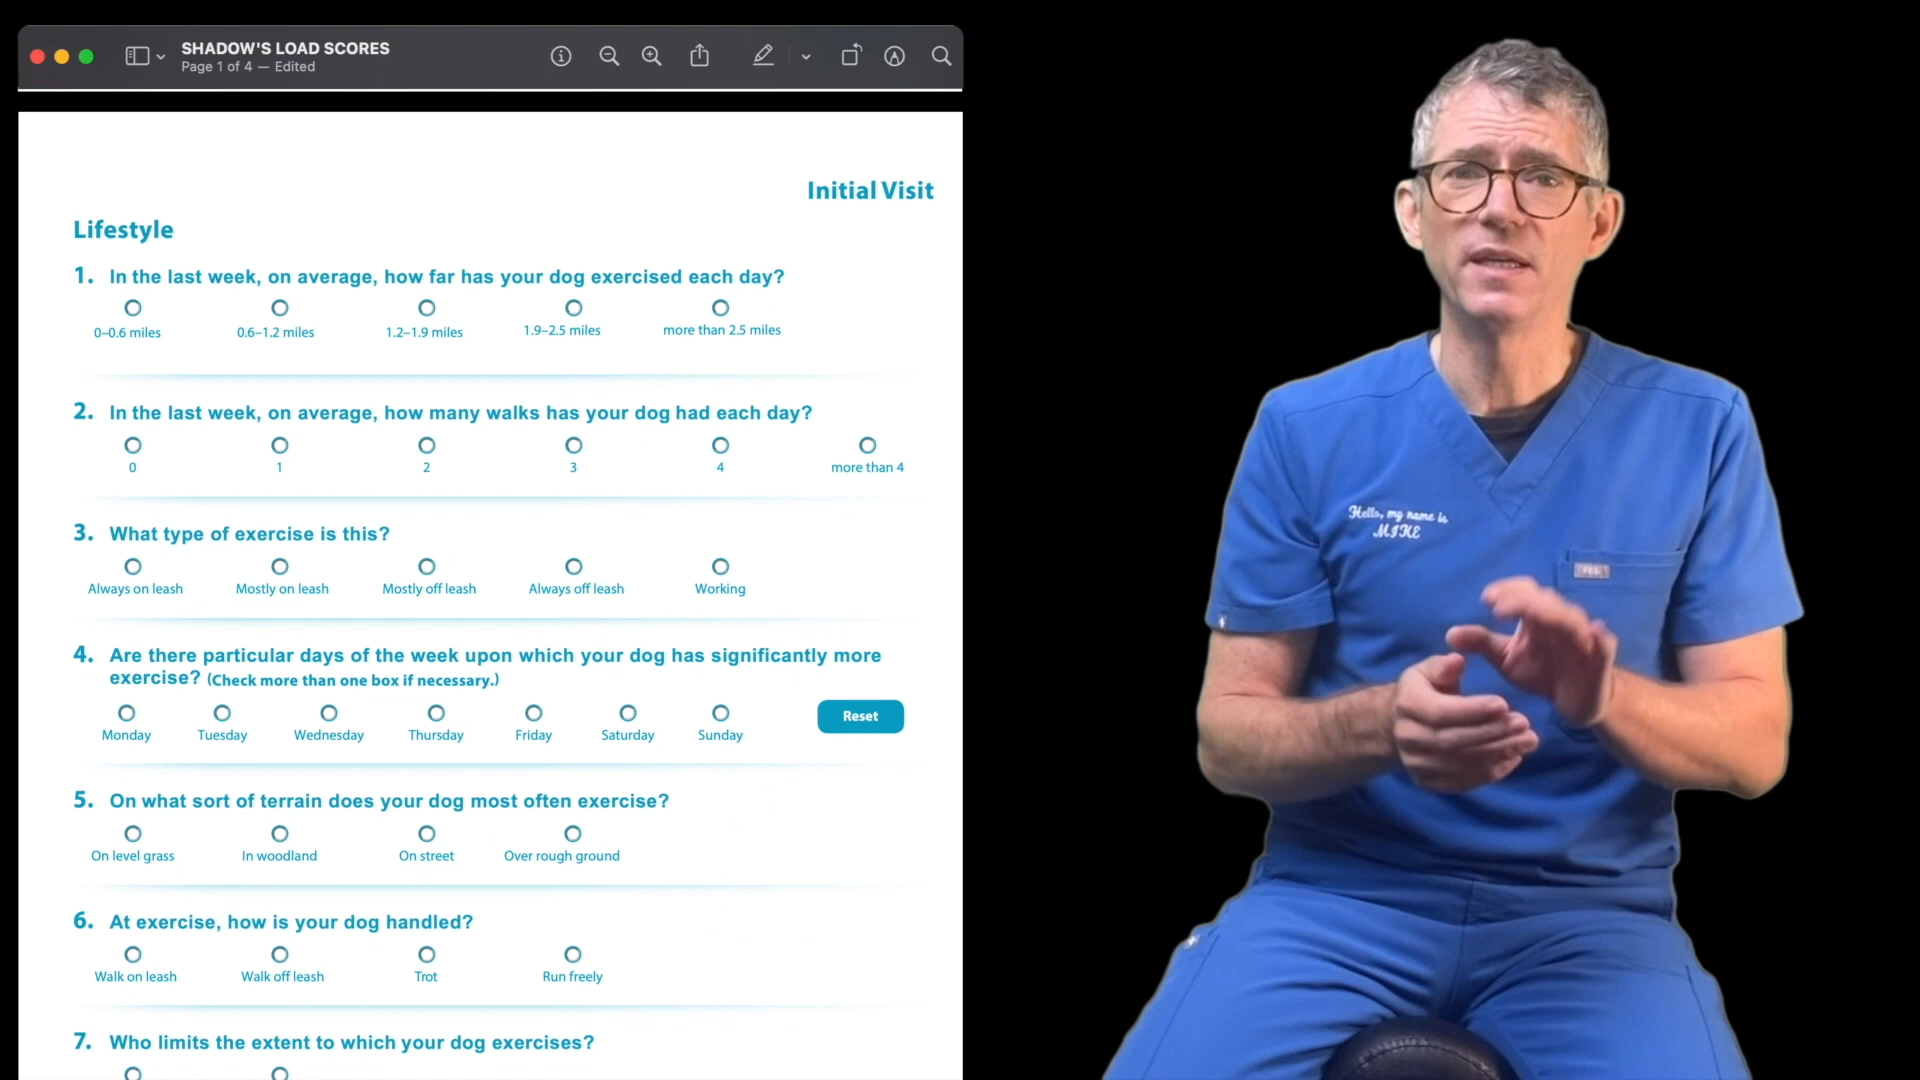 SHADOW'S LOAD SCORES
Page 1 of 4 — Edited
Initial Visit
Lifestyle
1. In the last week, on average, how far has your dog exercised each day?
0–0.6 miles 0.6–1.2 miles 1.2–1.9 miles 1.9–2.5 miles more than 2.5 miles
2. In the last week, on average, how many walks has your dog had each day?
0 1 2 3 4 more than 4
3. What type of exercise is this?
Always on leash Mostly on leash Mostly off leash Always off leash Working
4. Are there particular days of the week upon which your dog has significantly more
exercise? (Check more than one box if necessary.)
Monday Tuesday Wednesday Thursday Friday Saturday Sunday Reset
5. On what sort of terrain does your dog most often exercise?
On level grass In woodland On street Over rough ground
6. At exercise, how is your dog handled?
Walk on leash Walk off leash Trot Run freely
7. Who limits the extent to which your dog exercises?
Hello, my name is
MIKE